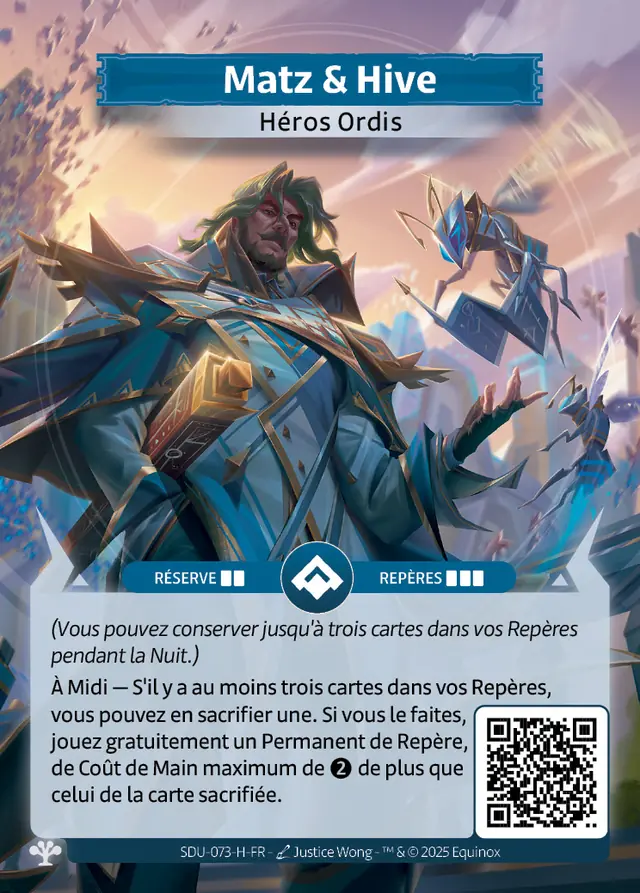 Matz & Hive
Héros Ordis
RÉSERVE
REPÈRES
(Vous pouvez conserver jusqu'à trois cartes dans vos Repères
pendant la Nuit.)
À Midi — S'il y a au moins trois cartes dans vos Repères,
vous pouvez en sacrifier une. Si vous le faites,
jouez gratuitement un Permanent de Repère,
de Coût de Main maximum de 2 de plus que
celui de la carte sacrifiée.
SDU-073-H-FR - Justice Wong - ™ & © 2025 Equinox